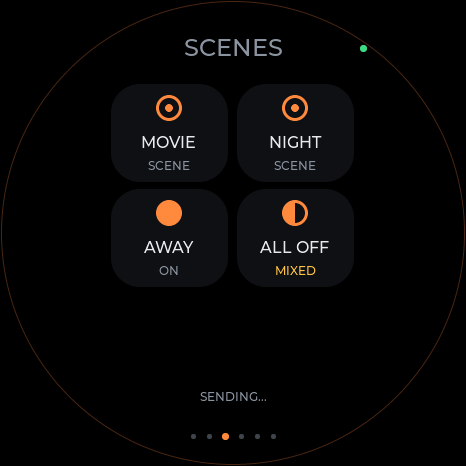 SCENES
MOVIE
SCENE
NIGHT
SCENE
AWAY
ON
ALL OFF
MIXED
SENDING...